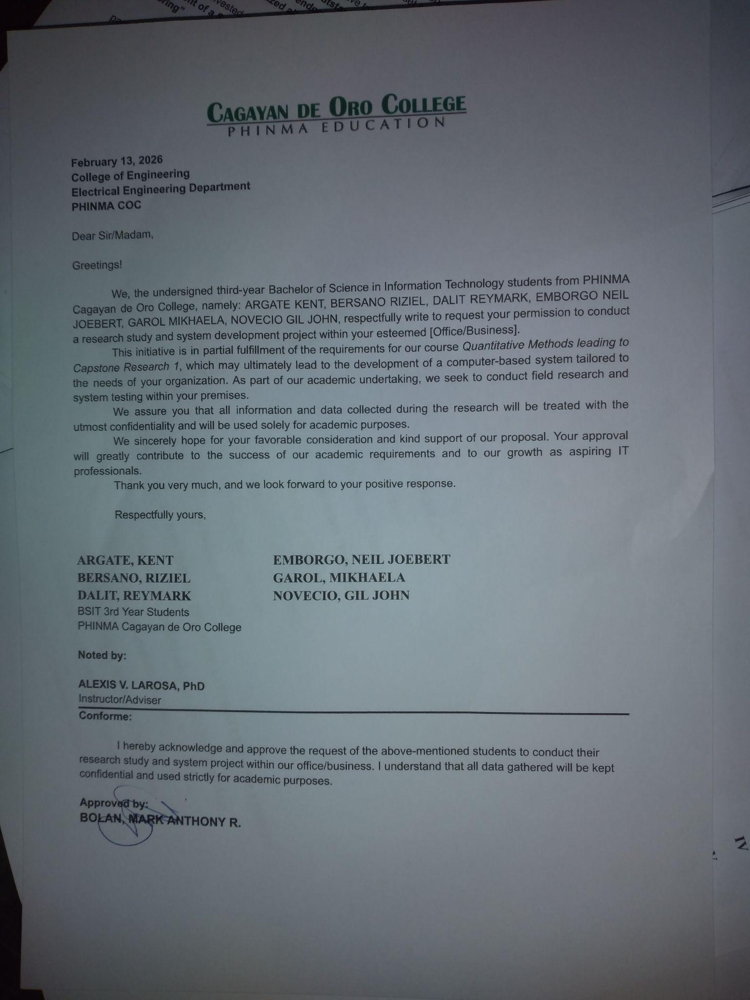 nt of a
vested
ring”
CAGAYAN DE ORO COLLEGE
PHINMA EDUCATION
February 13, 2026
College of Engineering
Electrical Engineering Department
PHINMA COC
Dear Sir/Madam,
Greetings!
We, the undersigned third-year Bachelor of Science in Information Technology students from PHINMA
Cagayan de Oro College, namely: ARGATE KENT, BERSANO RIZIEL, DALIT REYMARK, EMBORGO NEIL
JOEBERT, GAROL MIKHAELA, NOVECIO GIL JOHN, respectfully write to request your permission to conduct
a research study and system development project within your esteemed [Office/Business].
This initiative is in partial fulfillment of the requirements for our course Quantitative Methods leading to
Capstone Research 1, which may ultimately lead to the development of a computer-based system tailored to
the needs of your organization. As part of our academic undertaking, we seek to conduct field research and
system testing within your premises.
We assure you that all information and data collected during the research will be treated with the
utmost confidentiality and will be used solely for academic purposes.
We sincerely hope for your favorable consideration and kind support of our proposal. Your approval
will greatly contribute to the success of our academic requirements and to our growth as aspiring IT
professionals.
Thank you very much, and we look forward to your positive response.
Respectfully yours,
ARGATE, KENT EMBORGO, NEIL JOEBERT
BERSANO, RIZIEL GAROL, MIKHAELA
DALIT, REYMARK NOVECIO, GIL JOHN
BSIT 3rd Year Students
PHINMA Cagayan de Oro College
Noted by:
ALEXIS V. LAROSA, PhD
Instructor/Adviser
Conforme:
I hereby acknowledge and approve the request of the above-mentioned students to conduct their
research study and system project within our office/business. I understand that all data gathered will be kept
confidential and used strictly for academic purposes.
Approved by:
BOLAN, MARK ANTHONY R.
IV